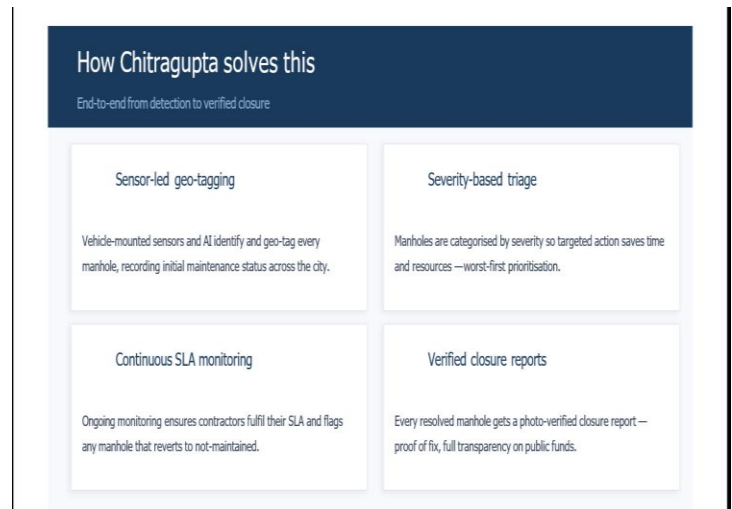 How Chitragupta solves this
End-to-end from detection to verified closure
Sensor-led geo-tagging
Vehicle-mounted sensors and AI identify and geo-tag every
manhole, recording initial maintenance status across the city.
Severity-based triage
Manholes are categorised by severity so targeted action saves time
and resources —worst-first prioritisation.
Continuous SLA monitoring
Ongoing monitoring ensures contractors fulfil their SLA and flags
any manhole that reverts to not-maintained.
Verified closure reports
Every resolved manhole gets a photo-verified closure report —
proof of fix, full transparency on public funds.